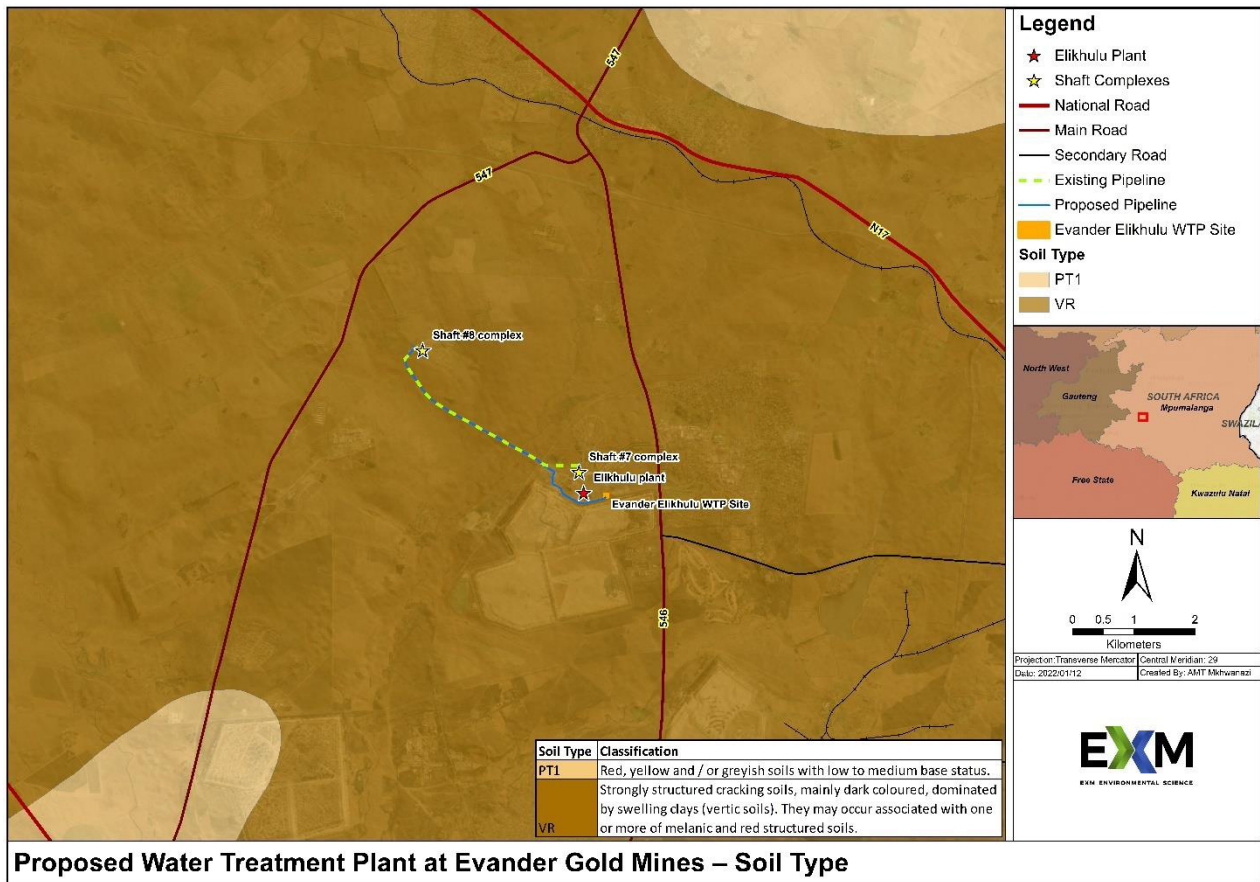 547
547
N17
Shaft #8 complex
Shaft #7 complex
Elikhulu plant
Evander Elikhulu WTP Site
546
Soil Type Classification
PT1 Red, yellow and / or greyish soils with low to medium base status.
Strongly structured cracking soils, mainly dark coloured, dominated
by swelling clays (vertic soils). They may occur associated with one
VR or more of melanic and red structured soils.
Legend
Elikhulu Plant
Shaft Complexes
National Road
Main Road
Secondary Road
Existing Pipeline
Proposed Pipeline
Evander Elikhulu WTP Site
Soil Type
PT1
VR
North West
Gauteng
SOUTH AFRICA
Mpumalanga
SWAZIL
Free State
Kwazulu Natal
N
0 0.5 1 2
Kilometers
Projection:Transverse Mercator Central Meridian: 29
Date: 2022/01/12 Created By: AMT Mkhwanazi
EXM
EXM ENVIRONMENTAL SCIENCE
Proposed Water Treatment Plant at Evander Gold Mines – Soil Type